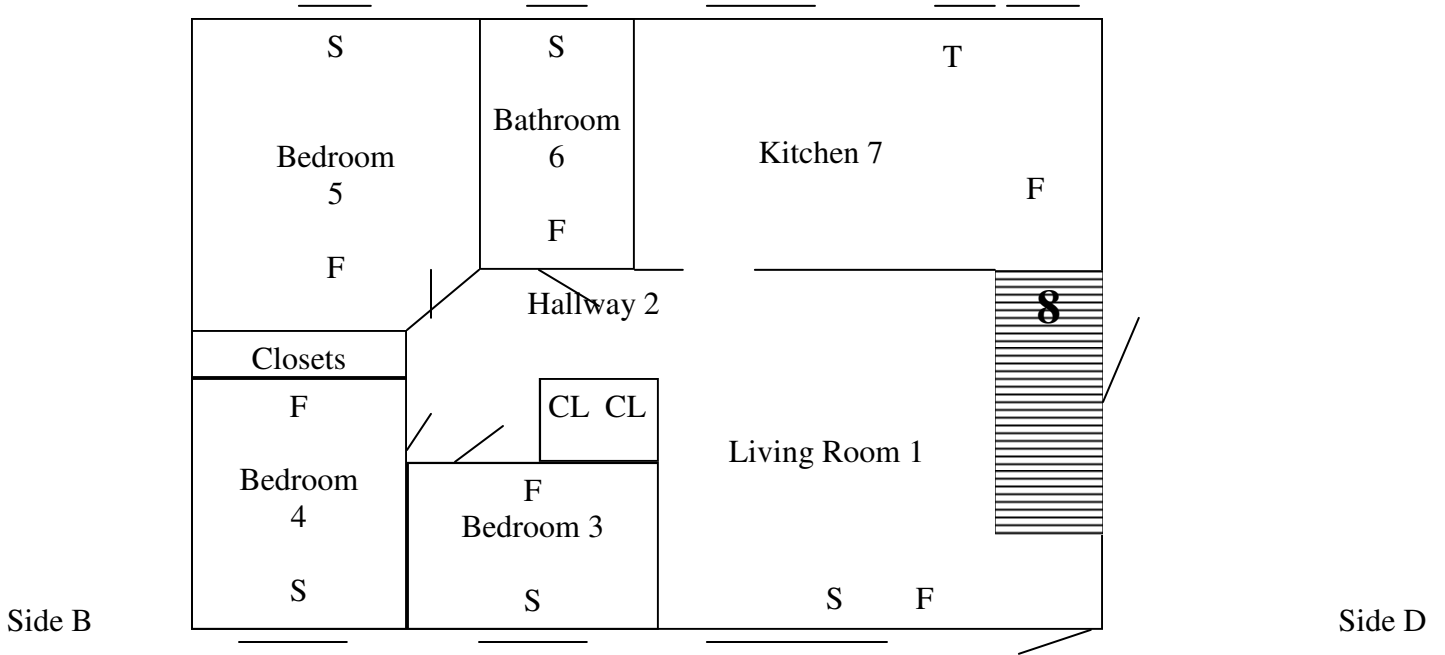 S
S
T
Bathroom
6
Kitchen 7
Bedroom
5
F
F
F
8
Hallway 2
Closets
F
CL CL
Living Room 1
Bedroom
4
F
Bedroom 3
S
S
S F
Side B
Side D